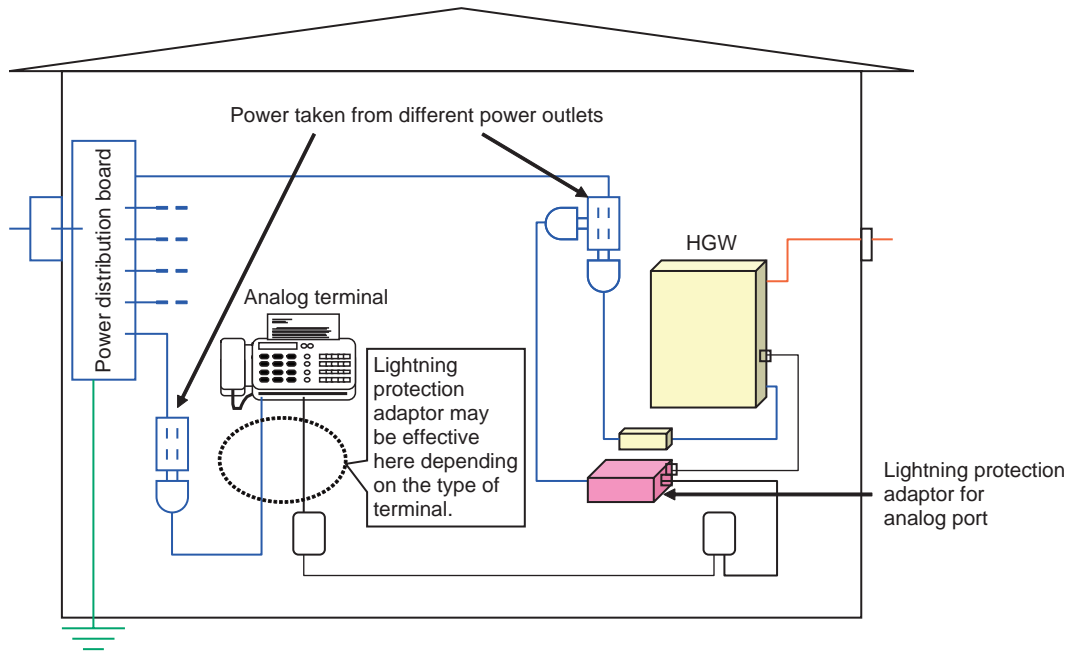 Power taken from different power outlets
Power distribution board
HGW
Analog terminal
Lightning
protection
adaptor may
be effective
here depending
on the type of
terminal.
Lightning protection
adaptor for
analog port